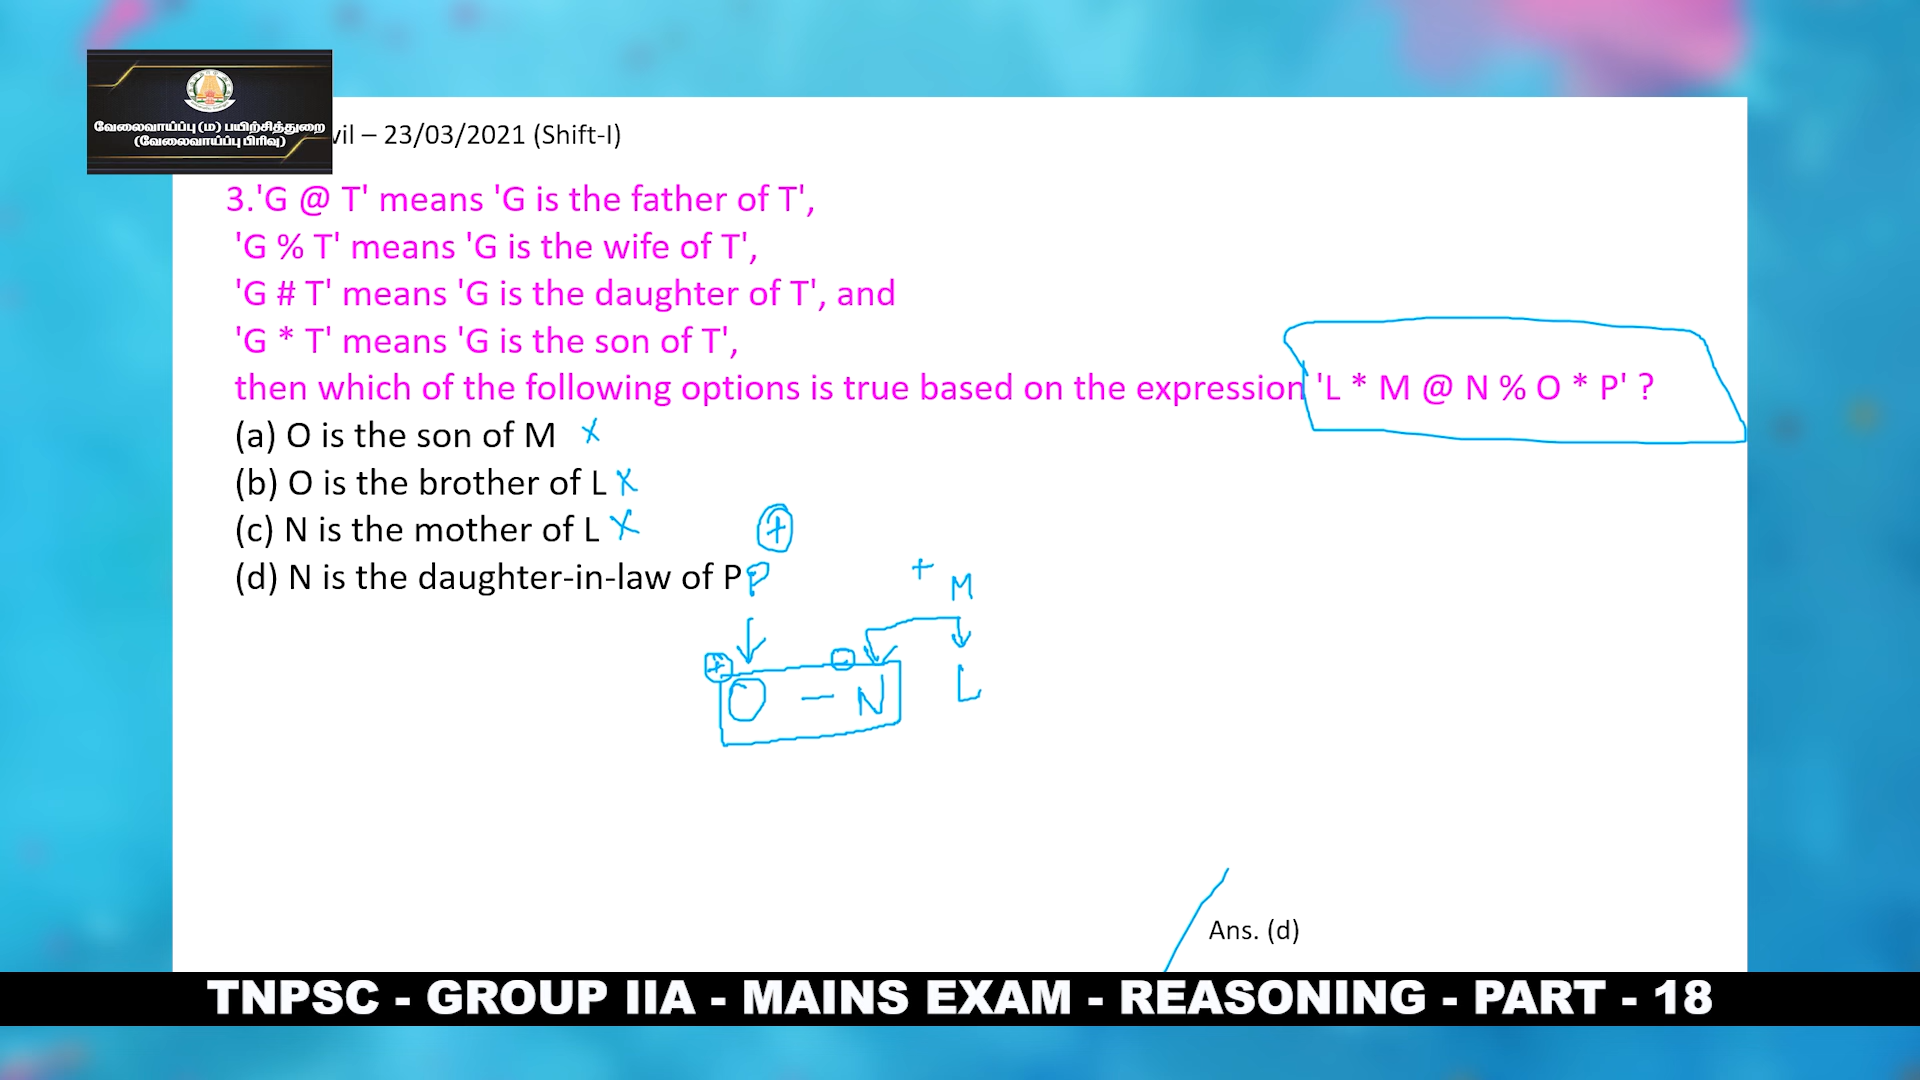 வேலைவாய்ப்பு (ம) பயிற்சித்துறை
(வேலைவாய்ப்பு பிரிவு)
vil – 23/03/2021 (Shift-I)
3.'G @ T' means 'G is the father of T',
'G % T' means 'G is the wife of T',
'G # T' means 'G is the daughter of T', and
'G * T' means 'G is the son of T',
then which of the following options is true based on the expression 'L * M @ N % O * P' ?
(a) O is the son of M x
(b) O is the brother of L x
(c) N is the mother of L x
+
(d) N is the daughter-in-law of P P
+ M
+ -
O – N L
Ans. (d)
TNPSC - GROUP IIA - MAINS EXAM - REASONING - PART - 18